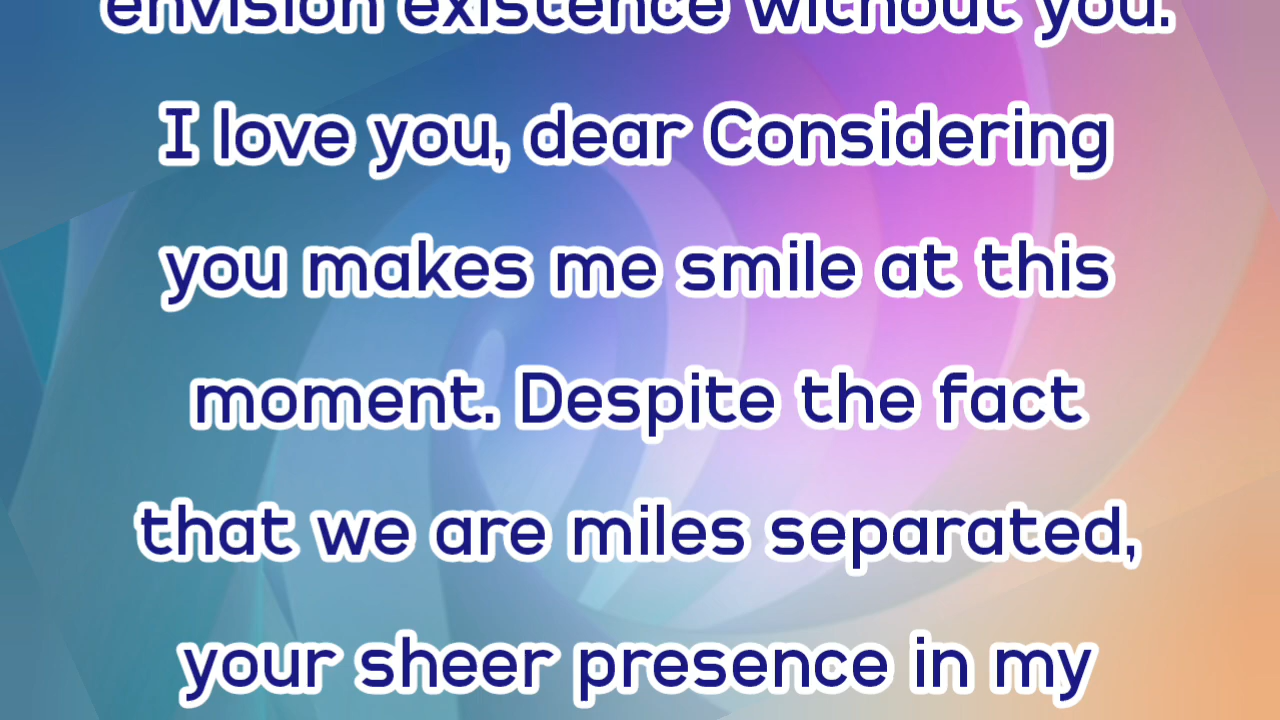 envision existence without you.
I love you, dear Considering
you makes me smile at this
moment. Despite the fact
that we are miles separated,
your sheer presence in my